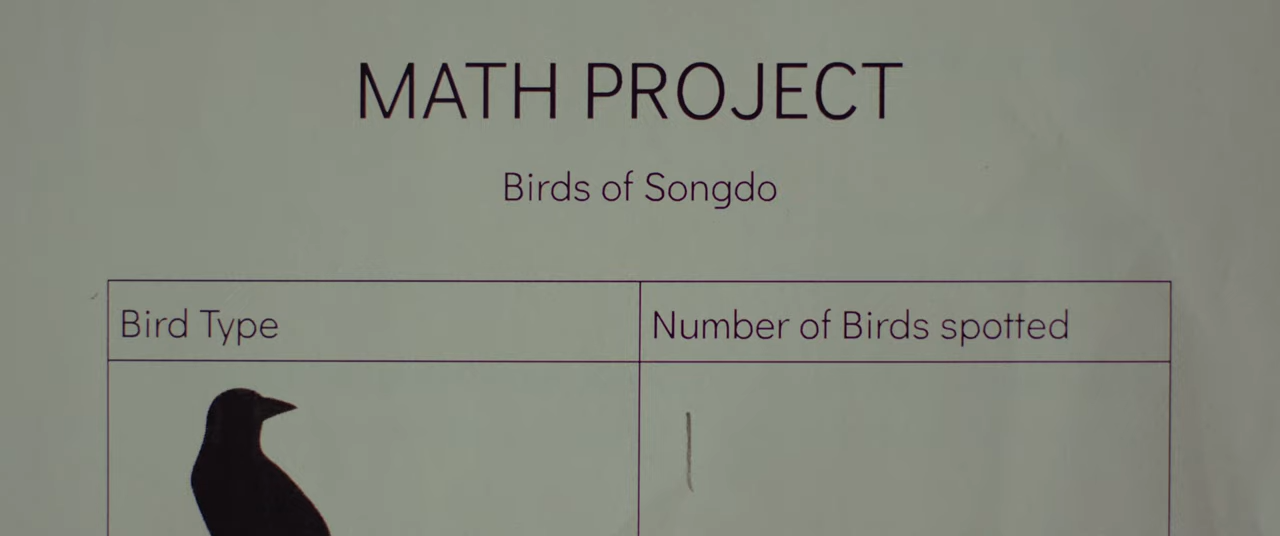 MATH PROJECT
Birds of Songdo
Bird Type
Number of Birds spotted
|